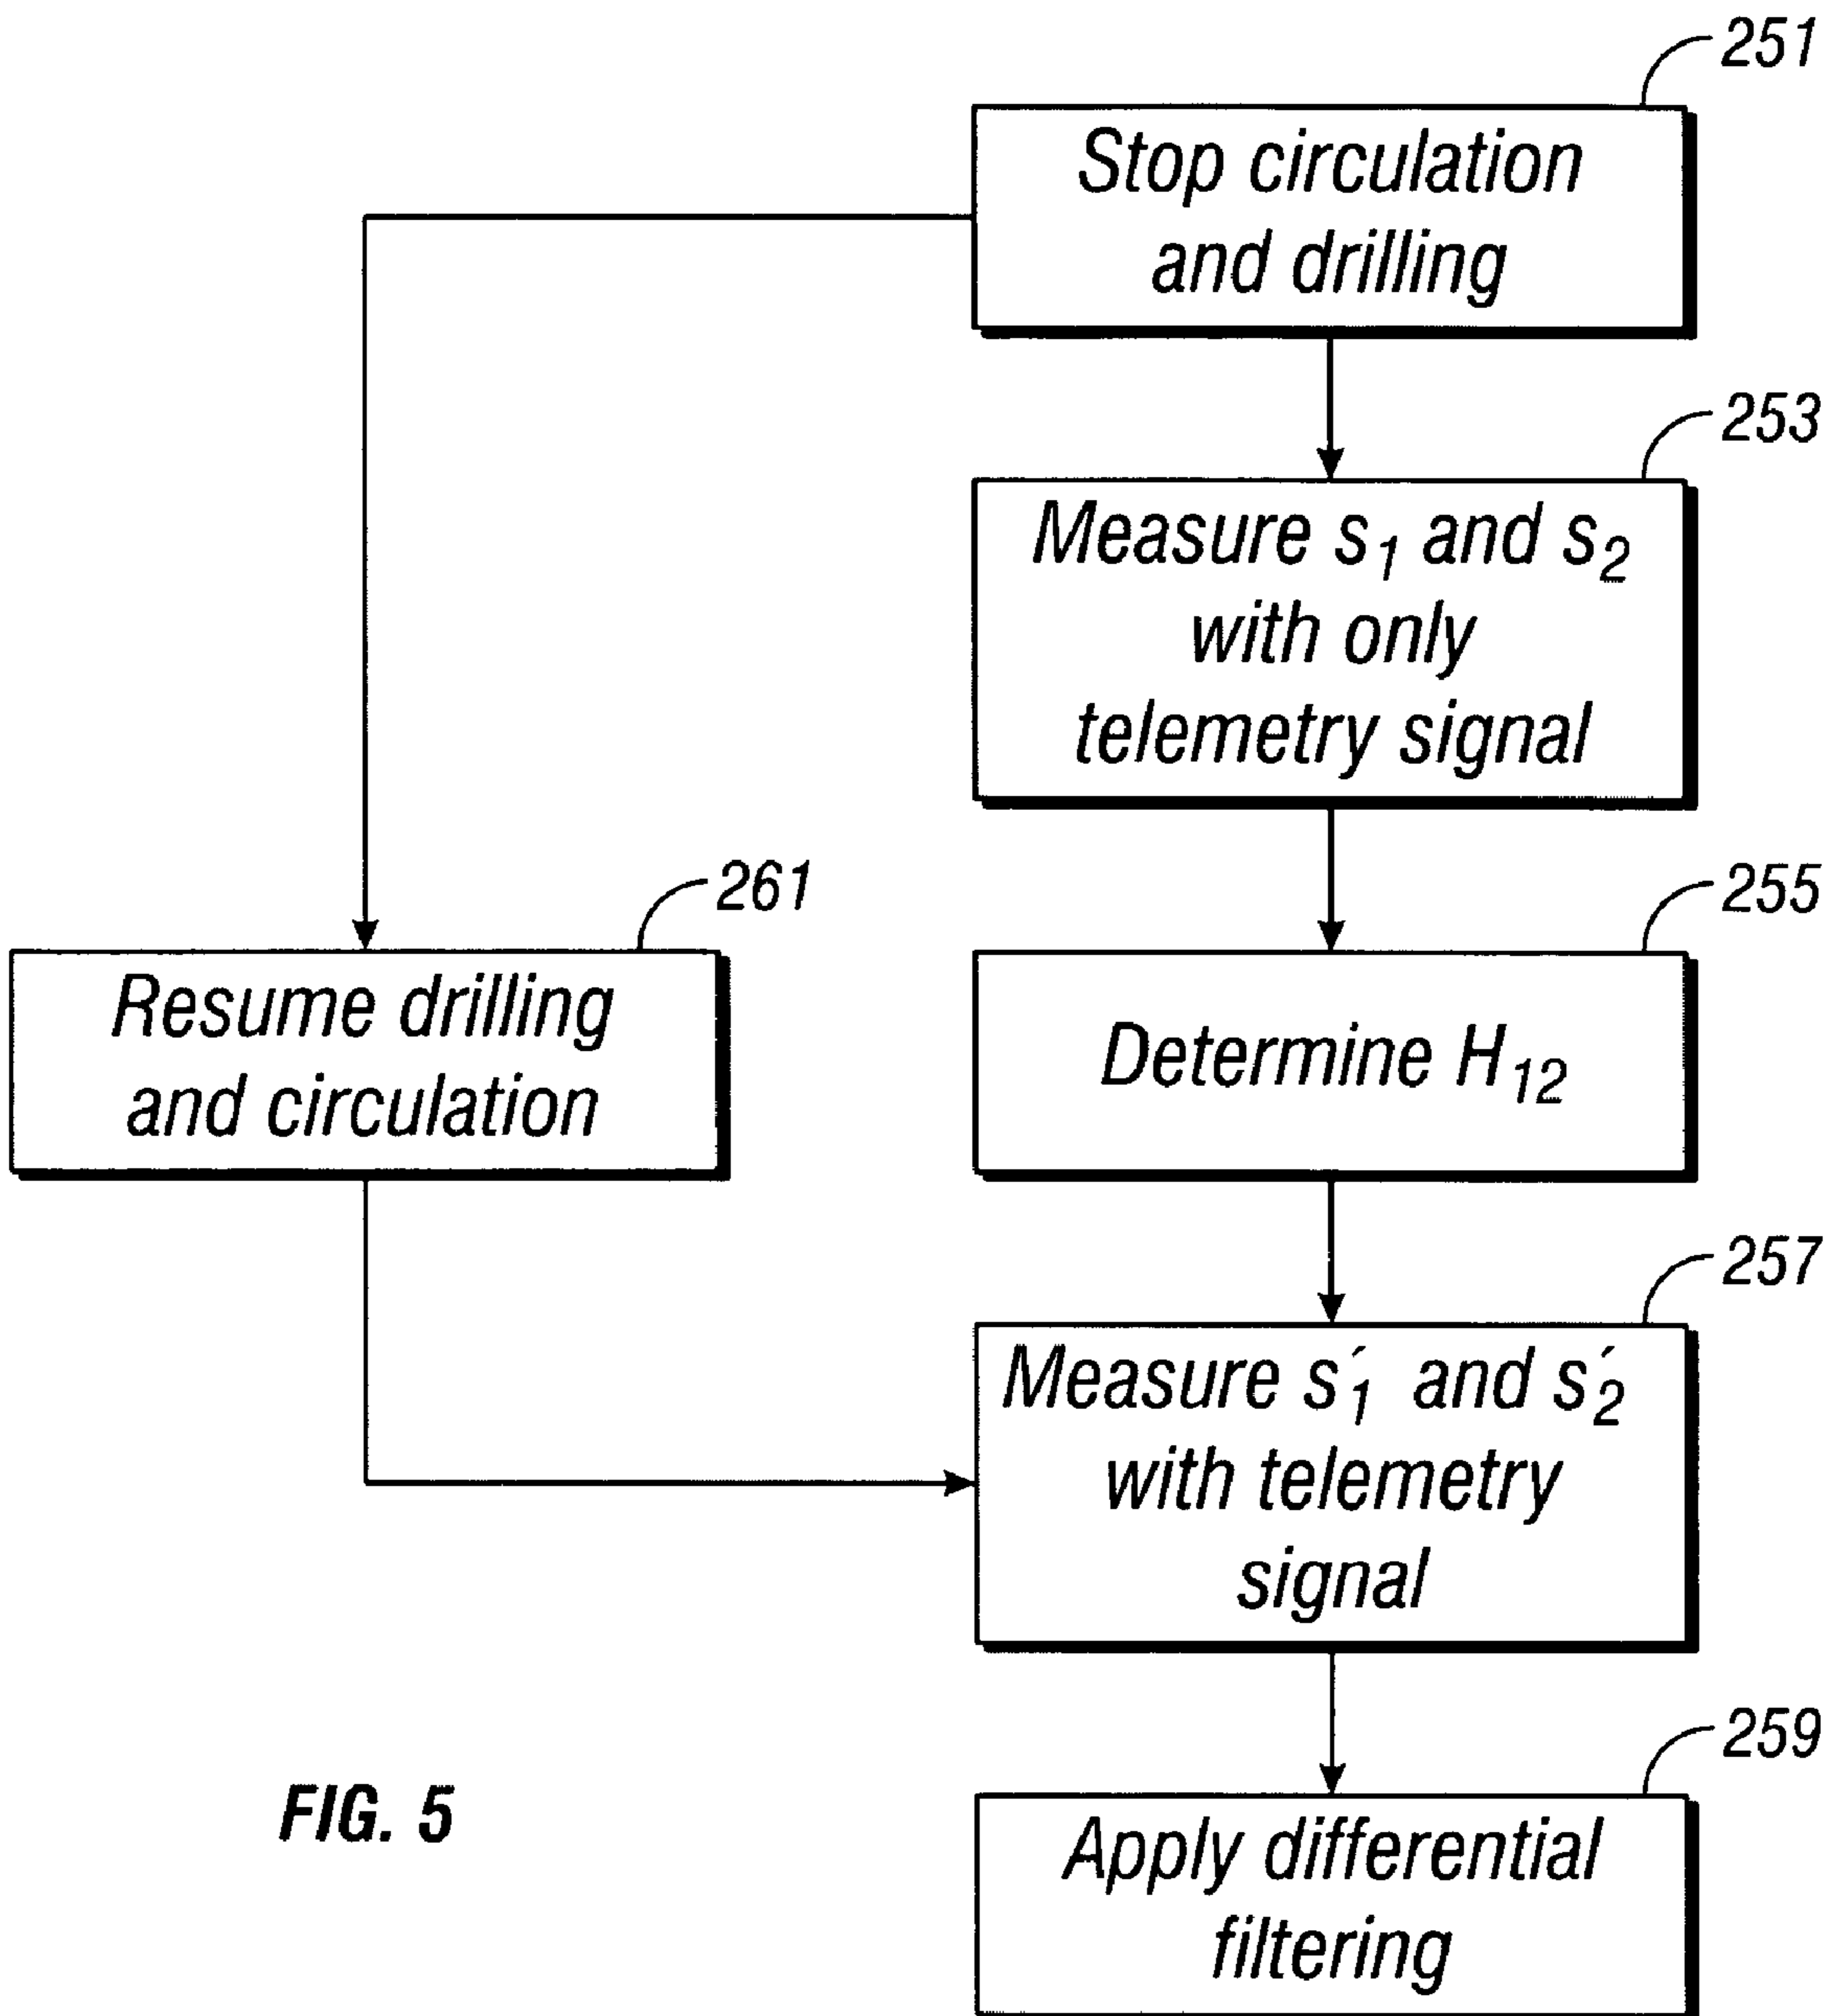 251
Stop circulation
and drilling
253
Measure s₁ and s₂
with only
telemetry signal
261
Resume drilling
and circulation
255
Determine H₁₂
257
Measure s′₁ and s′₂
with telemetry
signal
259
Apply differential
filtering
FIG. 5